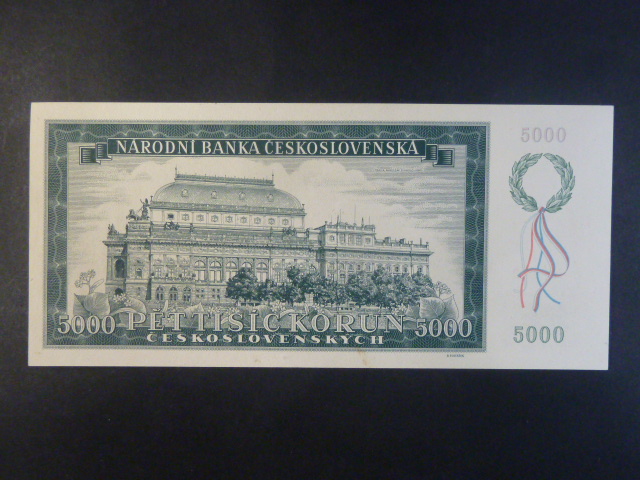 5000
NÁRODNÍ BANKA ČESKOSLOVENSKÁ
5000 PĚTTISÍC KORUN 5000
ČESKOSLOVENSKÝCH
5000